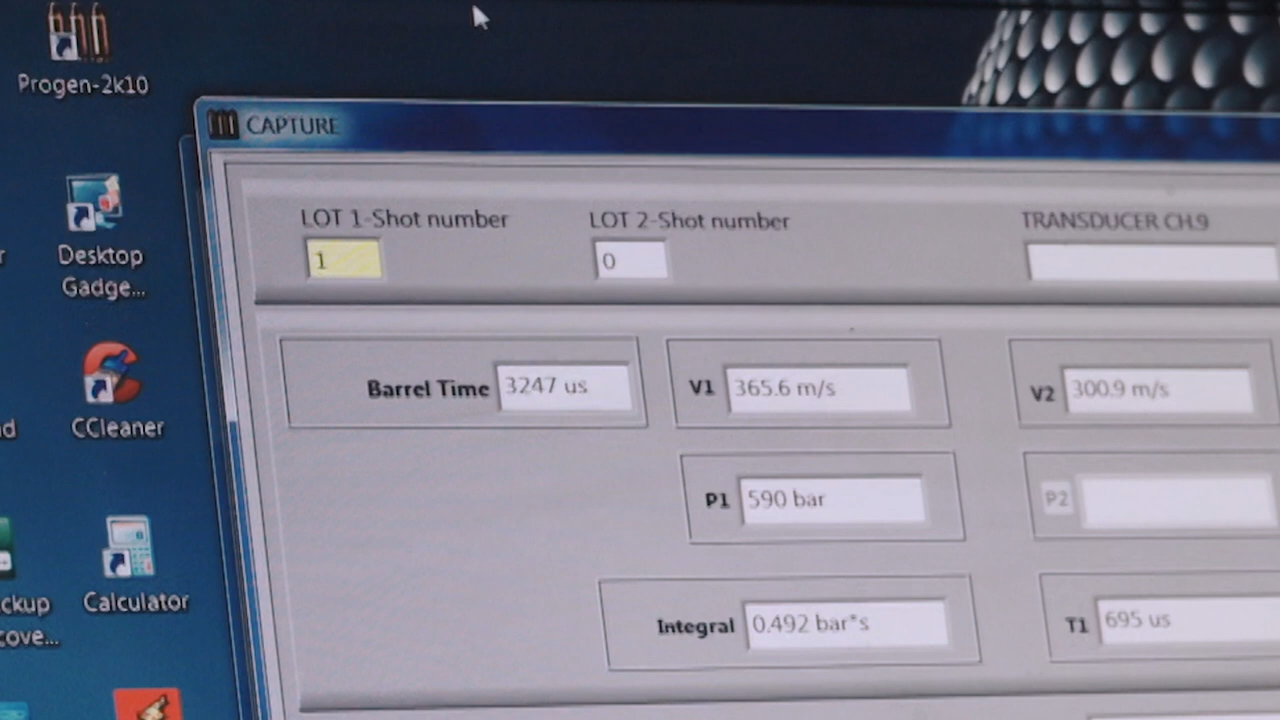 Progen-2k10
CAPTURE
LOT 1-Shot number
LOT 2-Shot number
TRANSDUCER CH.9
1
0
Desktop
Gadge...
Barrel Time
3247 us
V1
365.6 m/s
V2
300.9 m/s
CCleaner
P1
590 bar
P2
Calculator
Integral
0.492 bar*s
T1
695 us
ckup
cove...